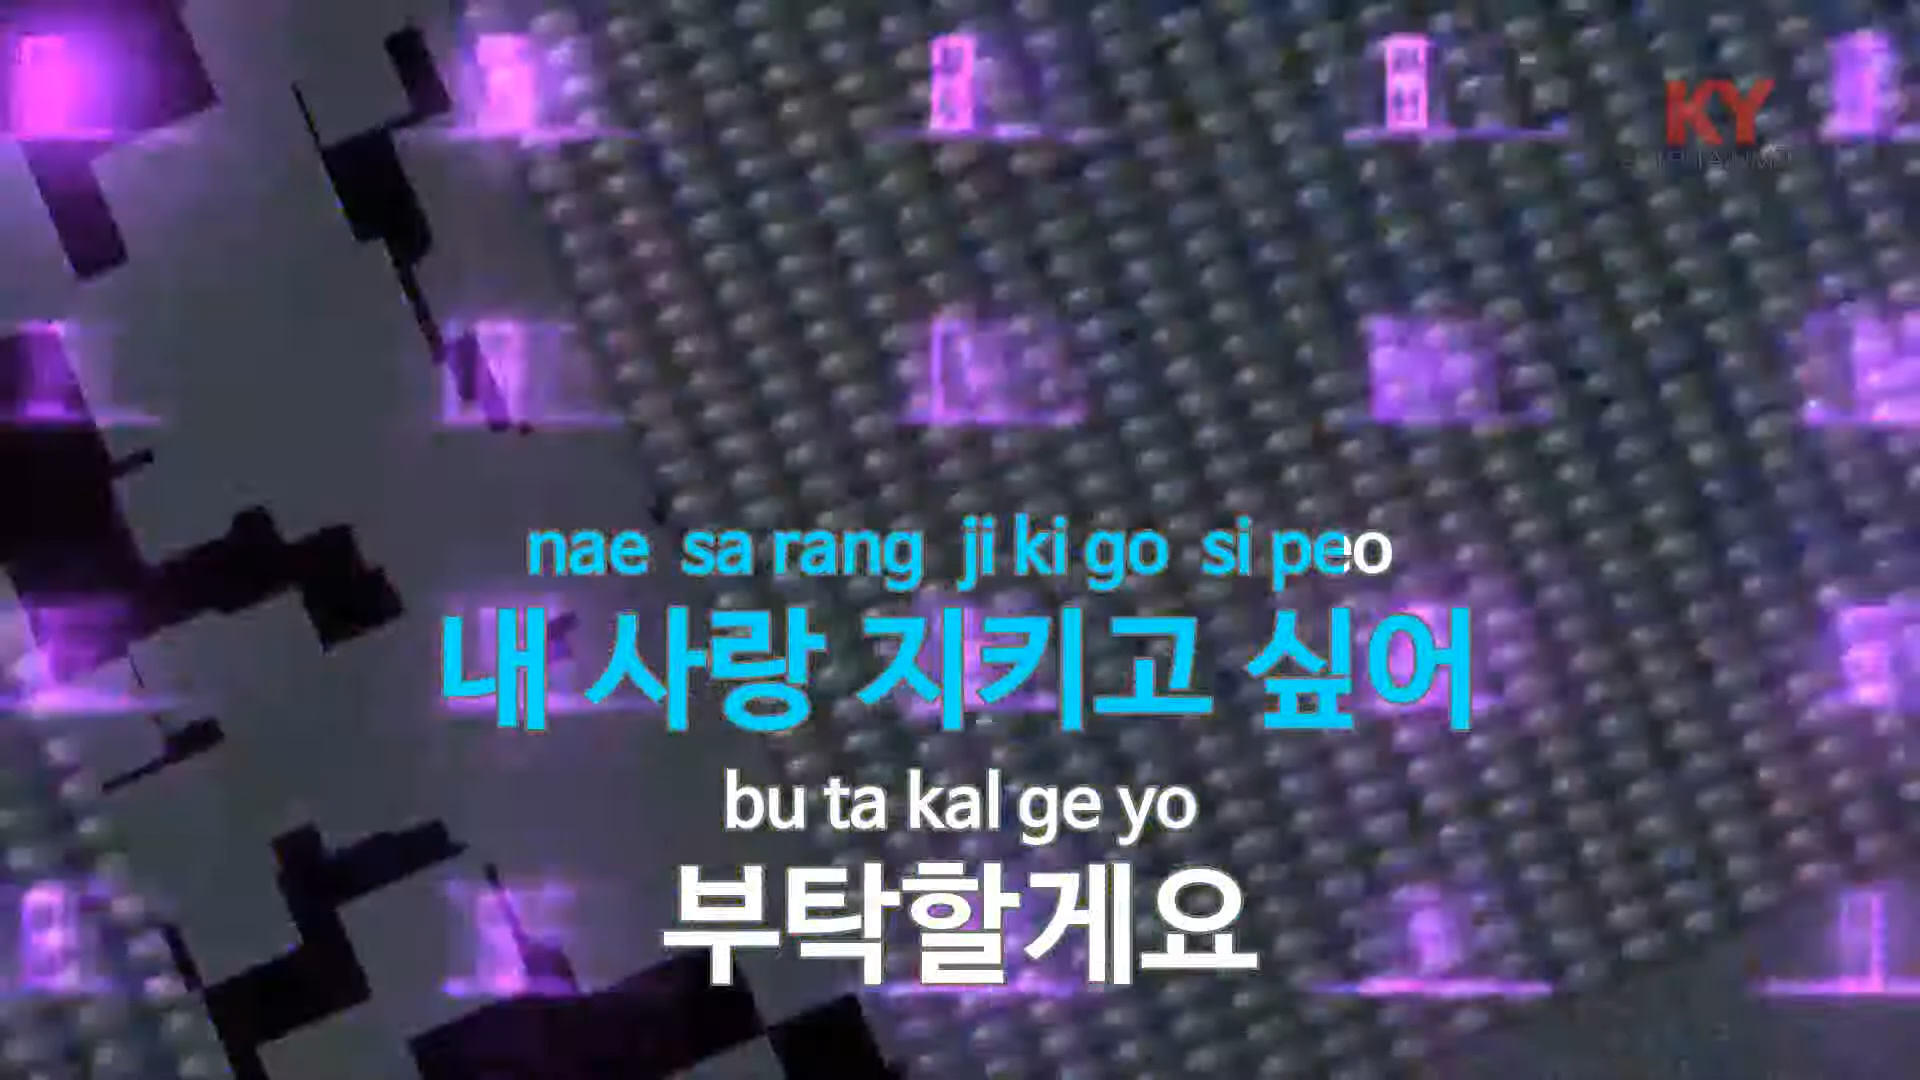 KY
nae sa rang ji ki go si peo
내 사랑 지키고 싶어
bu ta kal ge yo
부탁할게요